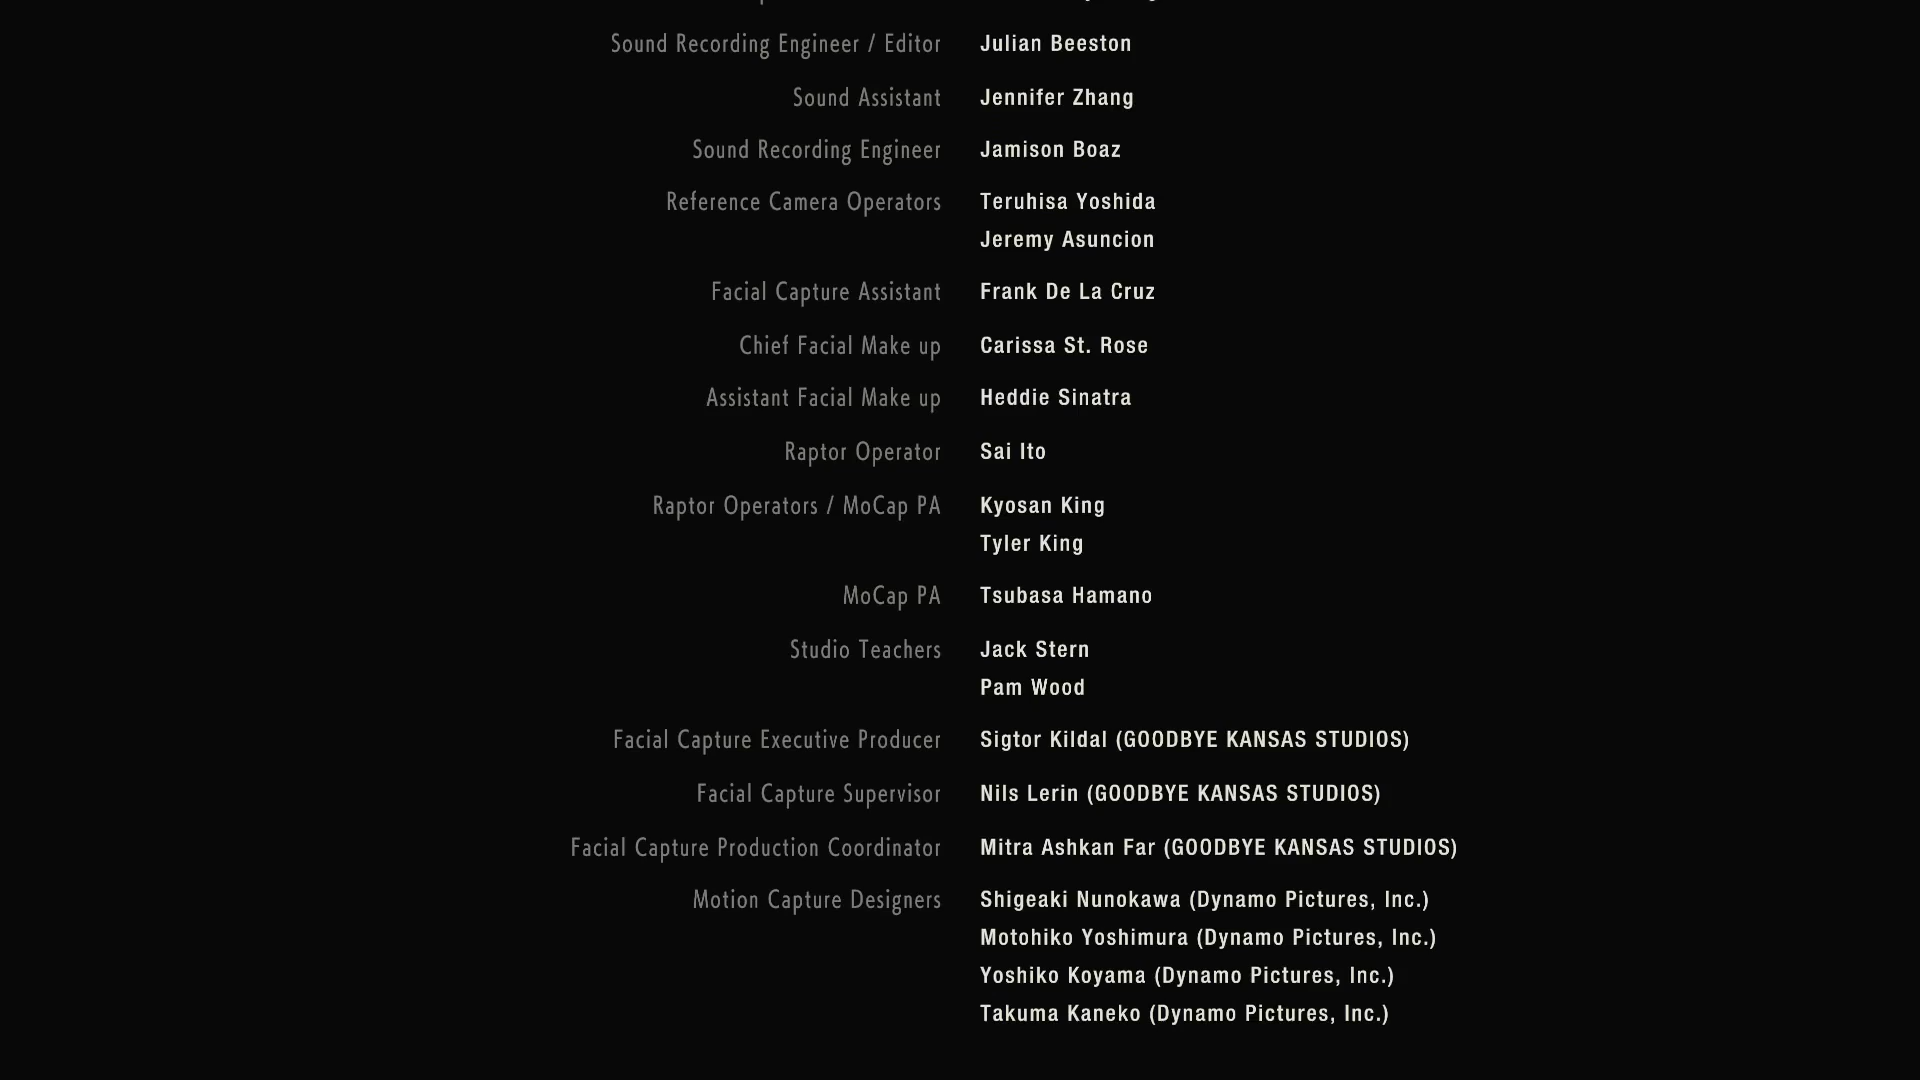 Sound Recording Engineer / Editor Julian Beeston
Sound Assistant Jennifer Zhang
Sound Recording Engineer Jamison Boaz
Reference Camera Operators Teruhisa Yoshida
Jeremy Asuncion
Facial Capture Assistant Frank De La Cruz
Chief Facial Make up Carissa St. Rose
Assistant Facial Make up Heddie Sinatra
Raptor Operator Sai Ito
Raptor Operators / MoCap PA Kyosan King
Tyler King
MoCap PA Tsubasa Hamano
Studio Teachers Jack Stern
Pam Wood
Facial Capture Executive Producer Sigtor Kildal (GOODBYE KANSAS STUDIOS)
Facial Capture Supervisor Nils Lerin (GOODBYE KANSAS STUDIOS)
Facial Capture Production Coordinator Mitra Ashkan Far (GOODBYE KANSAS STUDIOS)
Motion Capture Designers Shigeaki Nunokawa (Dynamo Pictures, Inc.)
Motohiko Yoshimura (Dynamo Pictures, Inc.)
Yoshiko Koyama (Dynamo Pictures, Inc.)
Takuma Kaneko (Dynamo Pictures, Inc.)